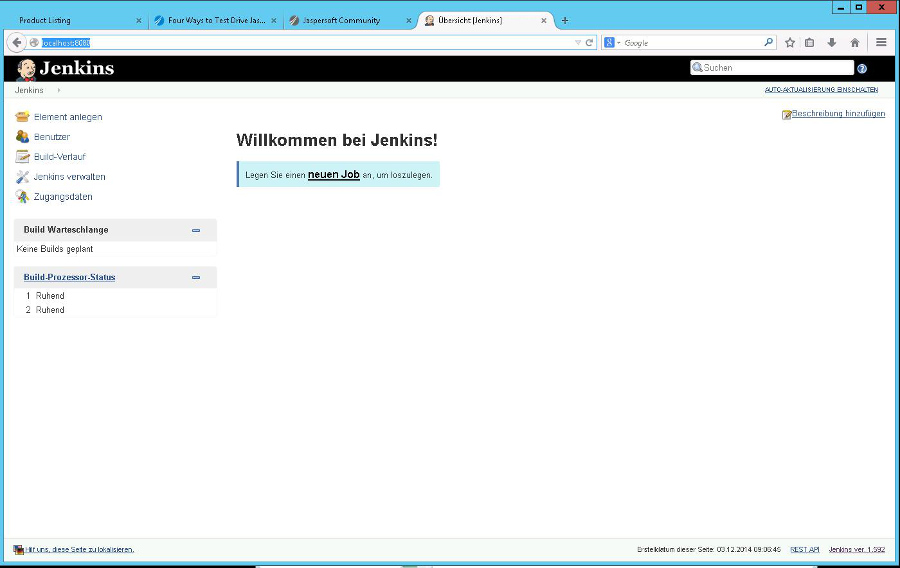 Product Listing
Four Ways to Test Drive Jas...
Jaspersoft Community
Übersicht [Jenkins]
localhost:8080
Google
Jenkins
Suchen
Jenkins
AUTO-AKTUALISIERUNG EINSCHALTEN
Element anlegen
Benutzer
Build-Verlauf
Jenkins verwalten
Zugangsdaten
Beschreibung hinzufügen
Willkommen bei Jenkins!
Legen Sie einen neuen Job an, um loszulegen.
Build Warteschlange
Keine Builds geplant
Build-Prozessor-Status
1 Ruhend
2 Ruhend
Hilf uns, diese Seite zu lokalisieren.
Erstelldatum dieser Seite: 03.12.2014 09:06:45
REST API
Jenkins ver. 1.592